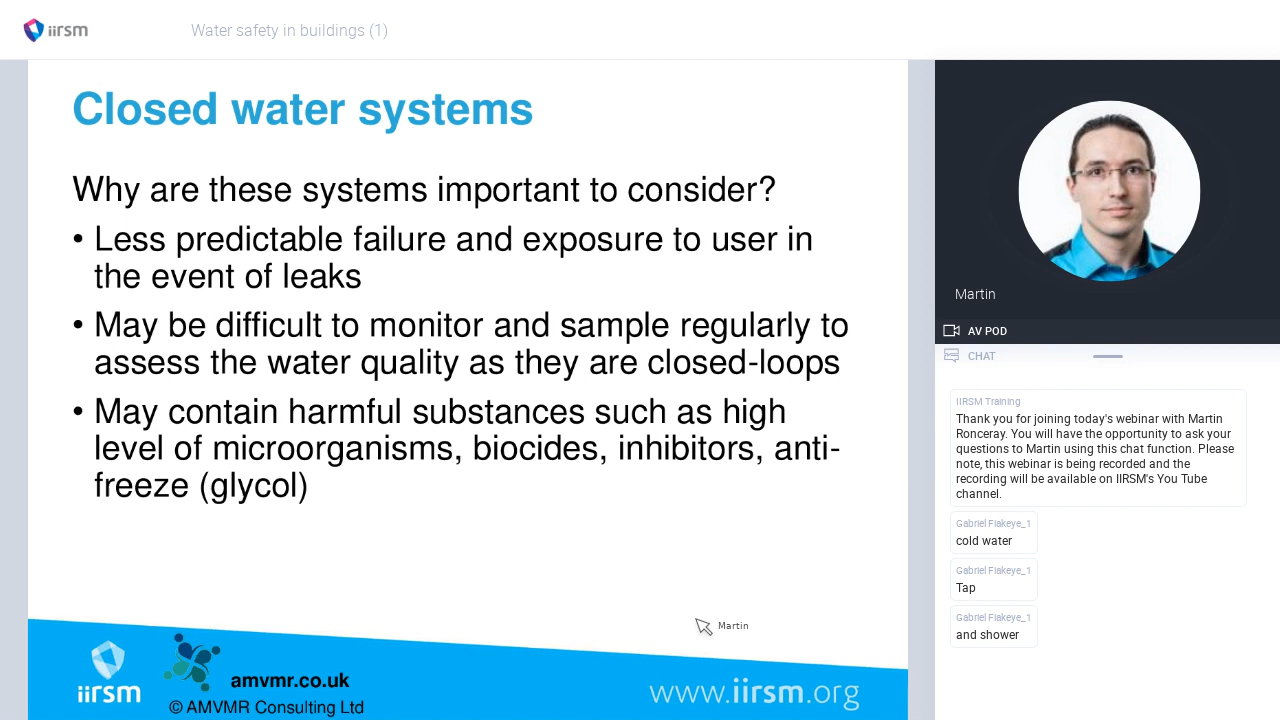 iirsm
Water safety in buildings (1)
Closed water systems
Why are these systems important to consider?
• Less predictable failure and exposure to user in
the event of leaks
• May be difficult to monitor and sample regularly to
assess the water quality as they are closed-loops
• May contain harmful substances such as high
level of microorganisms, biocides, inhibitors, anti-
freeze (glycol)
Martin
iirsm
amvmr.co.uk
© AMVMR Consulting Ltd
www.iirsm.org
Martin
AV POD
CHAT
IIRSM Training
Thank you for joining today's webinar with Martin
Ronceray. You will have the opportunity to ask your
questions to Martin using this chat function. Please
note, this webinar is being recorded and the
recording will be available on IIRSM's You Tube
channel.
Gabriel Fiakeye_1
cold water
Gabriel Fiakeye_1
Tap
Gabriel Fiakeye_1
and shower